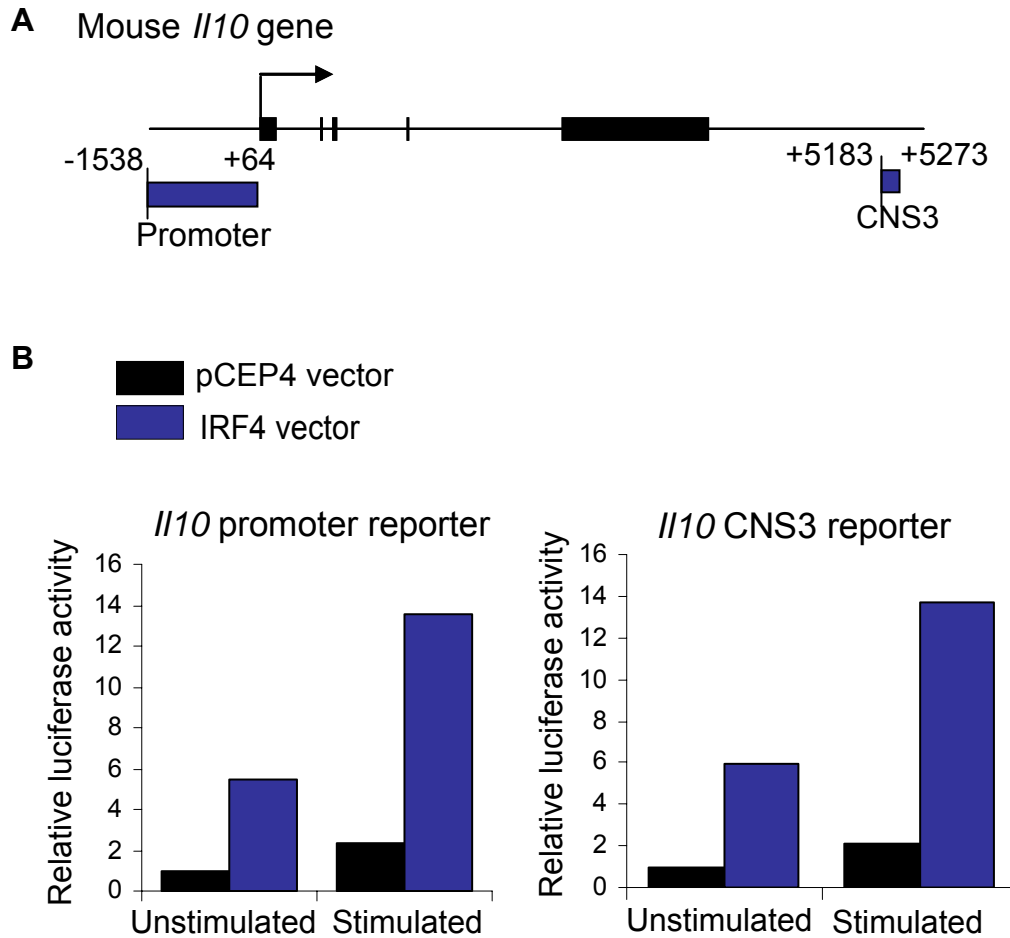 A Mouse Il10 gene
-1538 +64 +5183 +5273
Promoter CNS3
B
pCEP4 vector
IRF4 vector
Il10 promoter reporter
Relative luciferase activity
16
14
12
10
8
6
4
2
0
Unstimulated Stimulated
Il10 CNS3 reporter
Relative luciferase activity
16
14
12
10
8
6
4
2
0
Unstimulated Stimulated